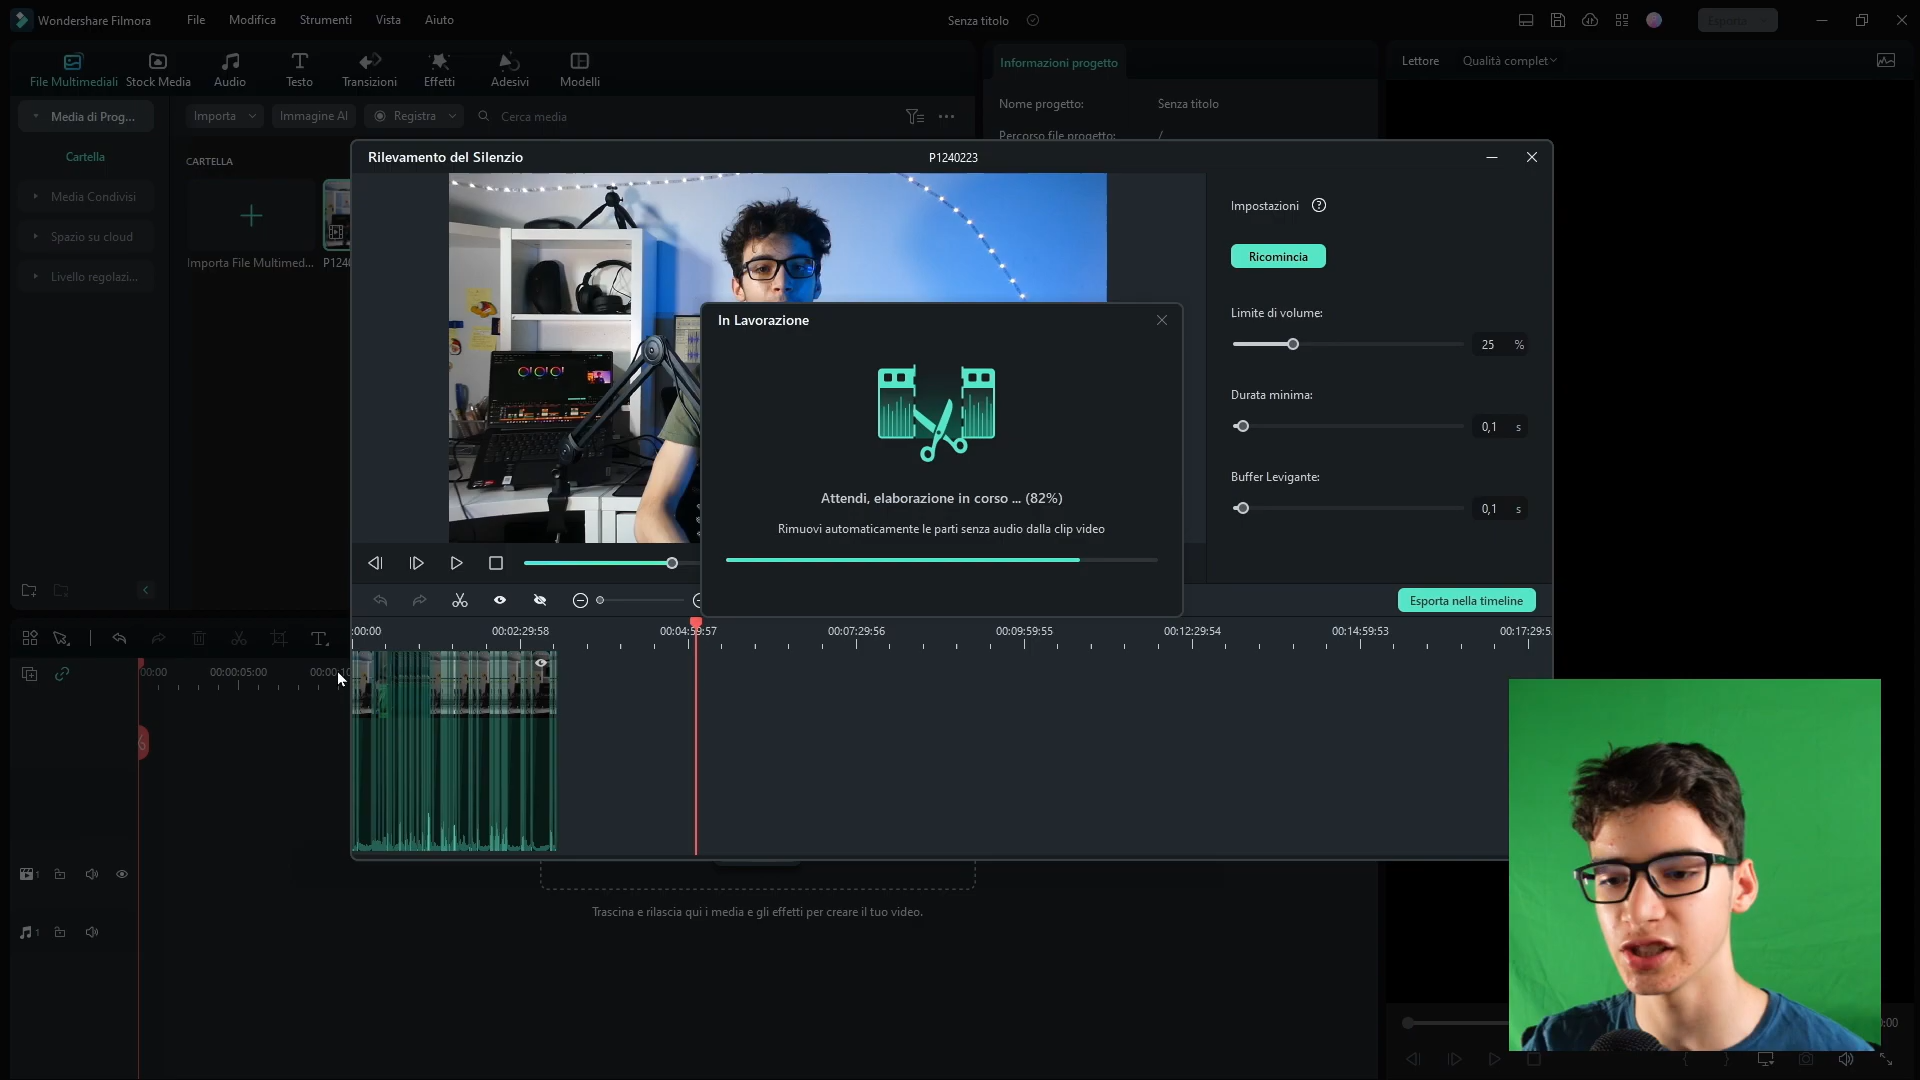 Wondershare Filmora
File Modifica Strumenti Vista Aiuto
Senza titolo
Esporta
File Multimediali Stock Media Audio Testo Transizioni Effetti Adesivi Modelli
Informazioni progetto
Lettore Qualità complet
Media di Prog...
Importa Immagine AI Registra Cerca media
Nome progetto: Senza titolo
Percorso file progetto: /
Cartella
CARTELLA
Media Condivisi
Spazio su cloud
Livello regolazi...
Importa File Multimed... P1240
Rilevamento del Silenzio
P1240223
Impostazioni
Ricomincia
Limite di volume:
25 %
Durata minima:
0,1 s
Buffer Levigante:
0,1 s
In Lavorazione
Attendi, elaborazione in corso ... (82%)
Rimuovi automaticamente le parti senza audio dalla clip video
Esporta nella timeline
:00:00 00:02:29:58 00:04:59:57 00:07:29:56 00:09:59:55 00:12:29:54 00:14:59:53 00:17:29:5
00:00 00:00:05:00 00:00:10
1
1
Trascina e rilascia qui i media e gli effetti per creare il tuo video.